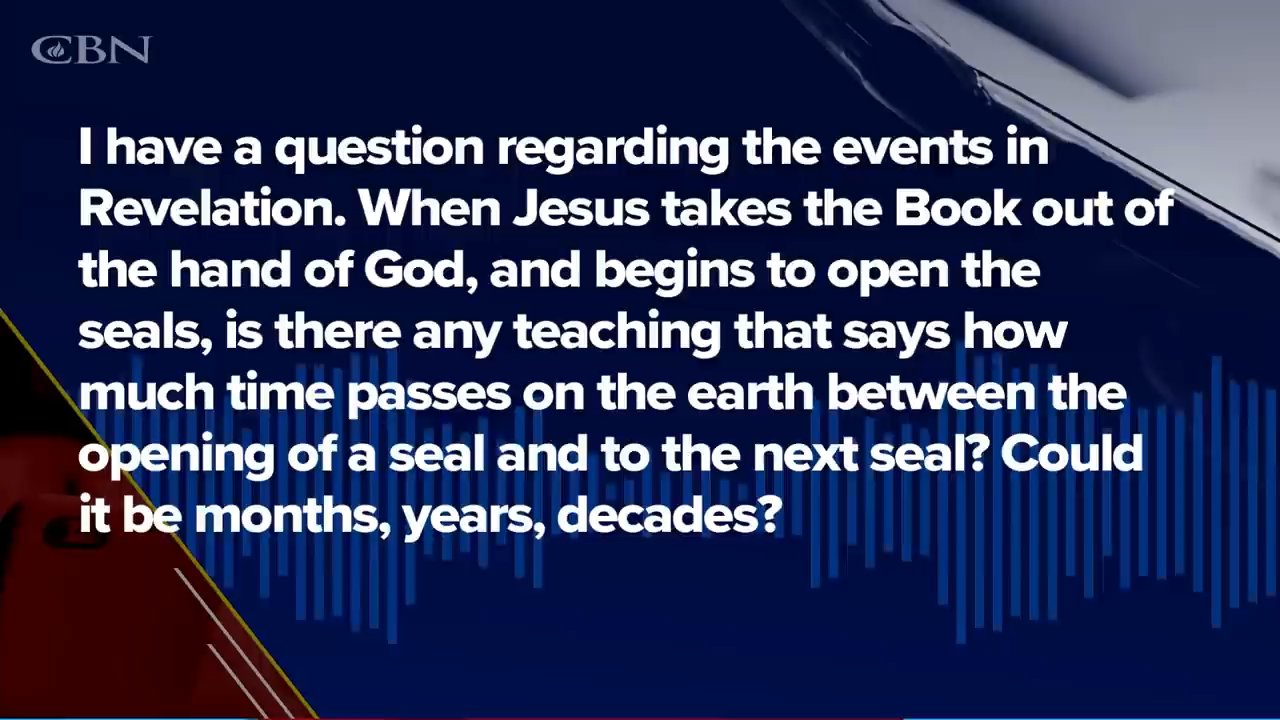 CBN
I have a question regarding the events in
Revelation. When Jesus takes the Book out of
the hand of God, and begins to open the
seals, is there any teaching that says how
much time passes on the earth between the
opening of a seal and to the next seal? Could
it be months, years, decades?